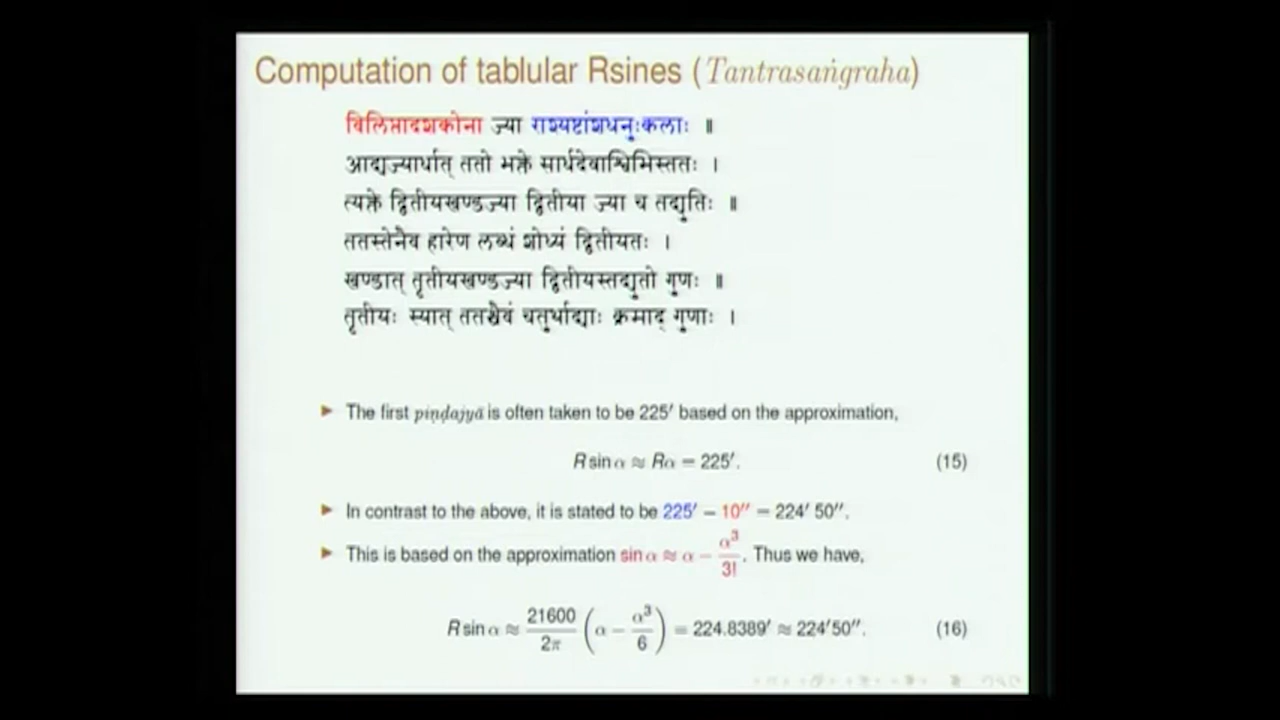 Computation of tablular Rsines (Tantrasaṅgraha)
विलिप्तादशकोना ज्या राश्यष्टांशधनुःकलाः ॥
आद्यज्यार्धात् ततो भक्ते सार्धदेवाश्विभिस्ततः ।
त्यक्ते द्वितीयखण्डज्या द्वितीया ज्या च तद्युतिः ॥
ततस्तेनैव हारेण लब्धं शोध्यं द्वितीयतः ।
खण्डात् तृतीयखण्डज्या द्वितीयस्तद्युतो गुणः ॥
तृतीयः स्यात् ततश्चैवं चतुर्थाद्याः क्रमाद् गुणाः ।
The first piṇḍajyā is often taken to be 225′ based on the approximation,
R sin α ≈ Rα = 225′. (15)
In contrast to the above, it is stated to be 225′ − 10″ = 224′ 50″.
This is based on the approximation sin α ≈ α − α³/3!. Thus we have,
R sin α ≈ 21600/2π (α − α³/6) = 224.8389′ ≈ 224′50″. (16)